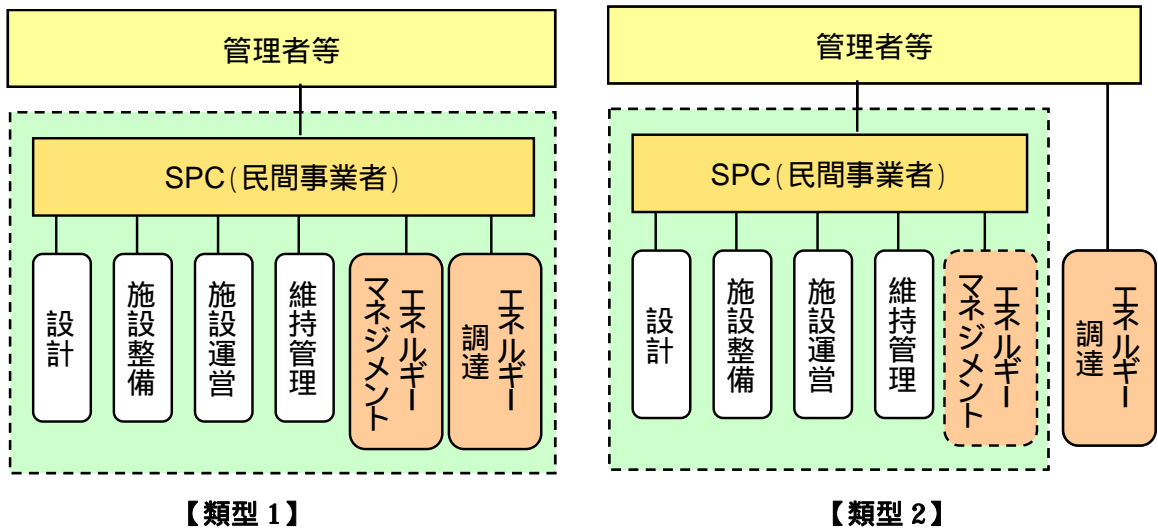 管理者等
SPC(民間事業者)
設計
施設整備
施設運営
維持管理
エネルギー
マネジメント
エネルギー
調達
【類型 1】
管理者等
SPC(民間事業者)
設計
施設整備
施設運営
維持管理
エネルギー
マネジメント
エネルギー
調達
【類型 2】